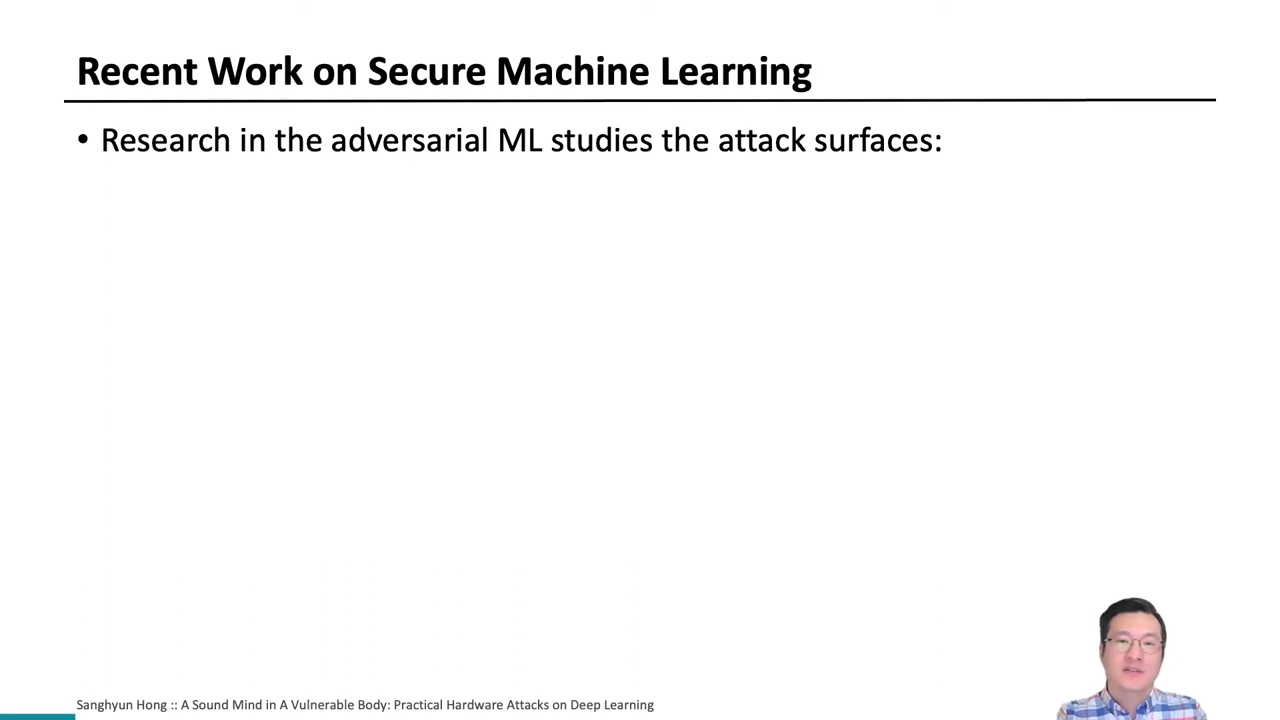 Recent Work on Secure Machine Learning
• Research in the adversarial ML studies the attack surfaces:
Sanghyun Hong :: A Sound Mind in A Vulnerable Body: Practical Hardware Attacks on Deep Learning